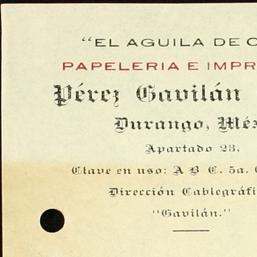 "EL AGUILA DE O
PAPELERIA E IMPR
Pérez Gavilán
Durango, Méx
Apartado 23.
Clave en uso: A B C. 5a.
Dirección Cablegráfi
"Gavilán."